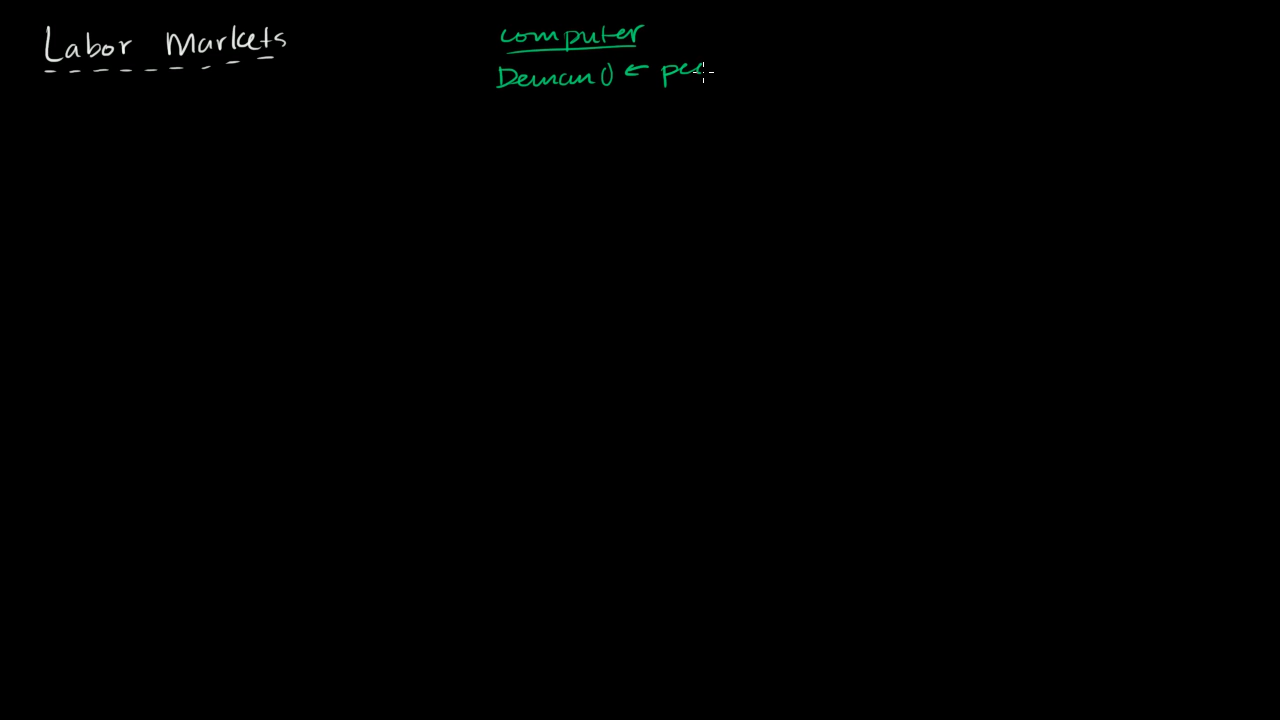 Labor Markets
computer
Demand ←